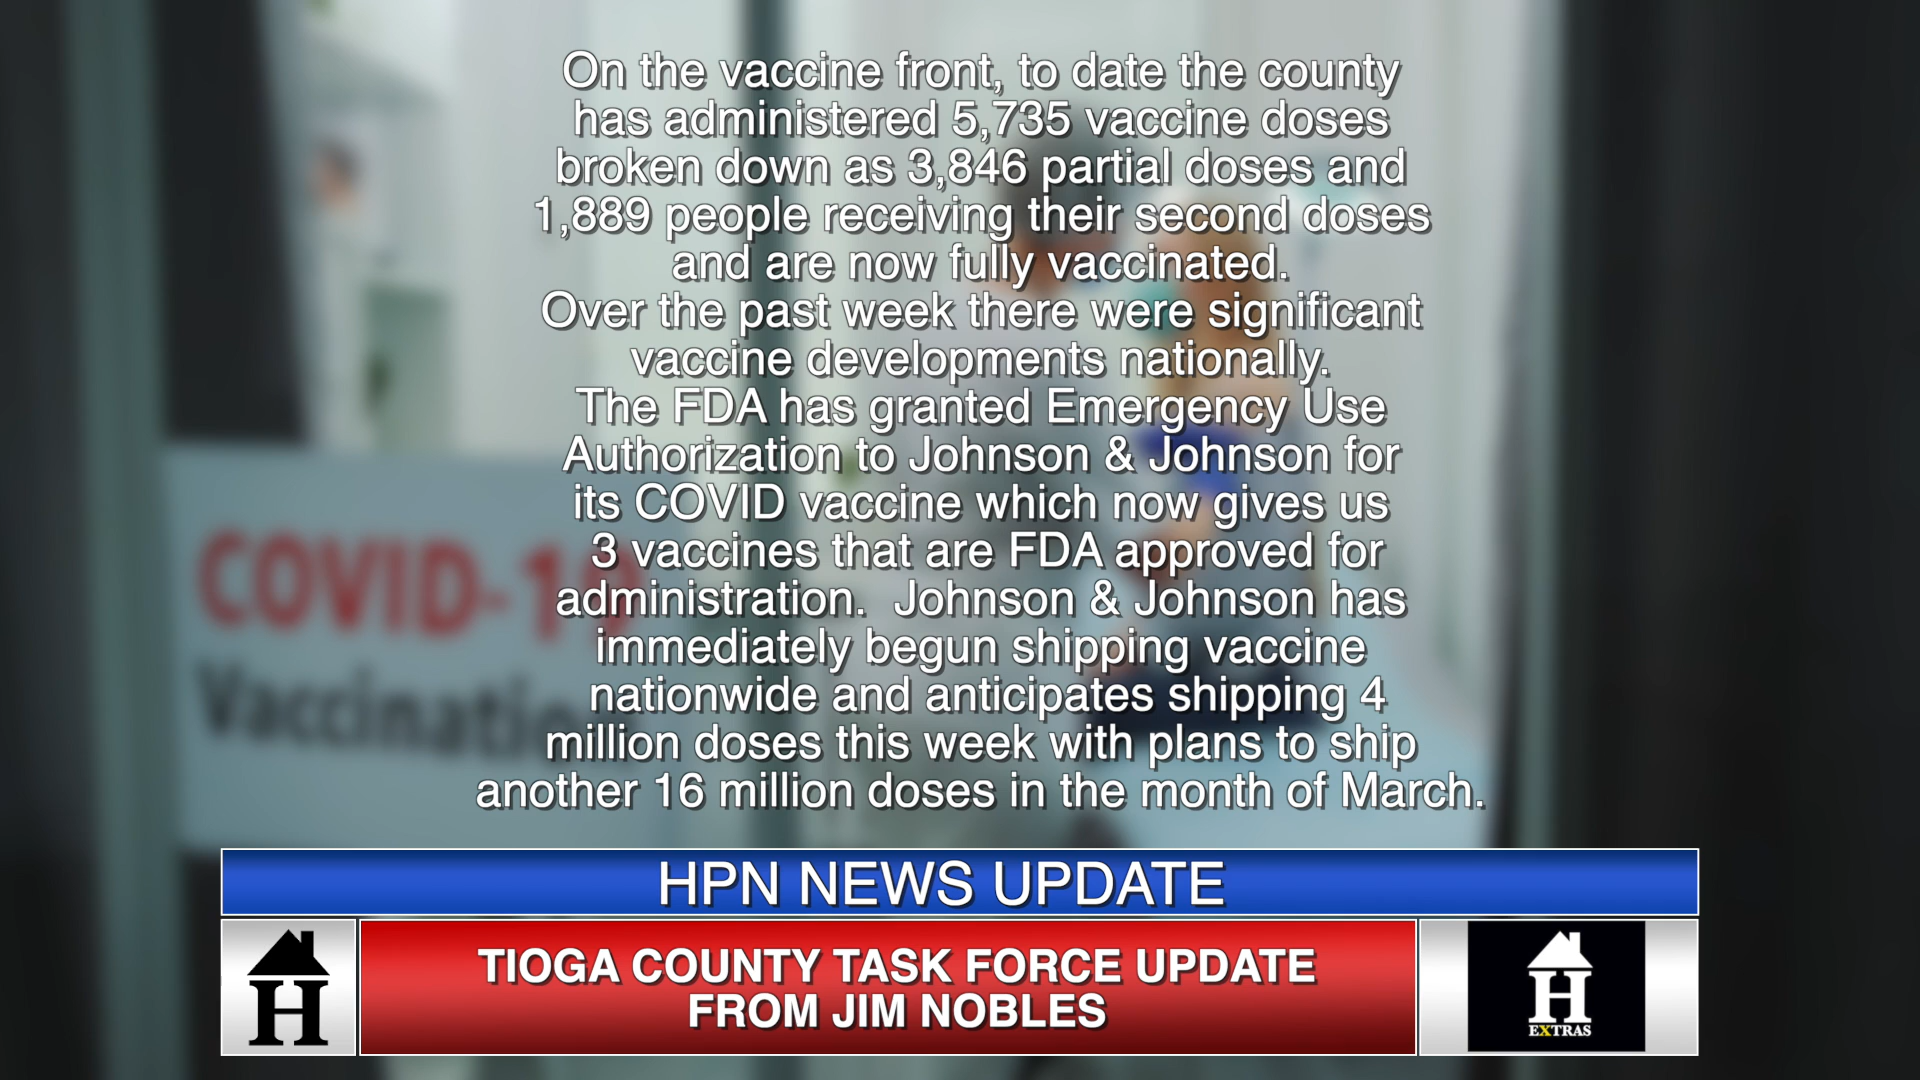 On the vaccine front, to date the county
has administered 5,735 vaccine doses
broken down as 3,846 partial doses and
1,889 people receiving their second doses
and are now fully vaccinated.
Over the past week there were significant
vaccine developments nationally.
The FDA has granted Emergency Use
Authorization to Johnson & Johnson for
its COVID vaccine which now gives us
3 vaccines that are FDA approved for
administration.  Johnson & Johnson has
immediately begun shipping vaccine
nationwide and anticipates shipping 4
million doses this week with plans to ship
another 16 million doses in the month of March.
COVID-19
Vaccinatio
HPN NEWS UPDATE
H
TIOGA COUNTY TASK FORCE UPDATE
FROM JIM NOBLES
H
EXTRAS